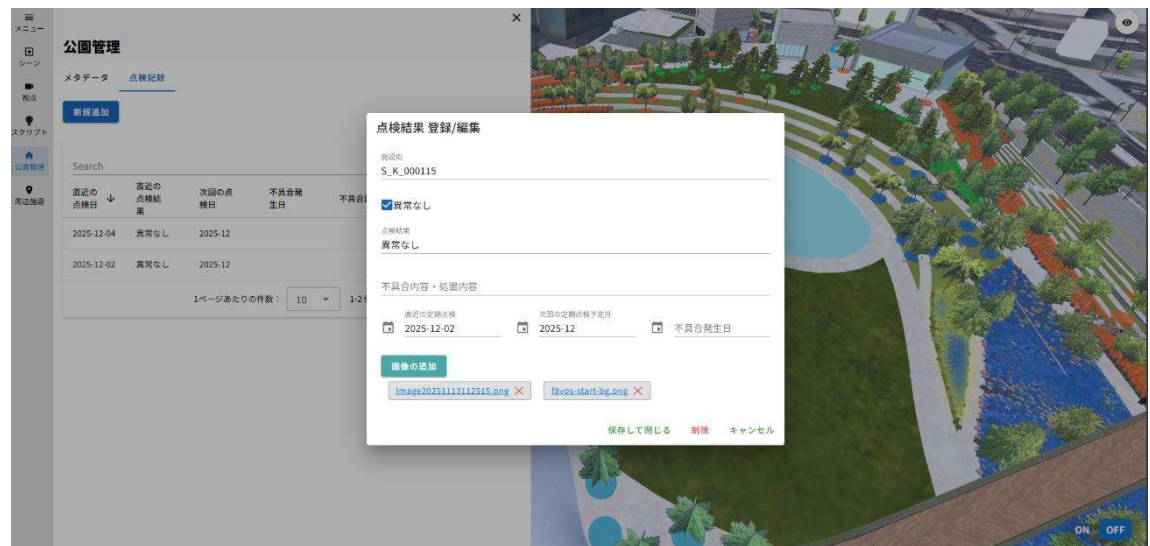 メニュー
シーン
視点
スクリプト
公園管理
周辺施設
×
公園管理
メタデータ 点検記録
新規追加
Search
直近の点検日 ↓ 直近の点検結果 次回の点検日 不具合発生日 不具合
2025-12-04 異常なし 2025-12
2025-12-02 異常なし 2025-12
1ページあたりの件数： 10 1-2
点検結果 登録/編集
施設ID
S_K_000115
異常なし
点検結果
異常なし
不具合内容・処置内容
直近の定期点検 次回の定期点検予定月
2025-12-02 2025-12 不具合発生日
画像の追加
Image20251113112515.png × f8vps-start-bg.png ×
保存して閉じる 削除 キャンセル
ON OFF